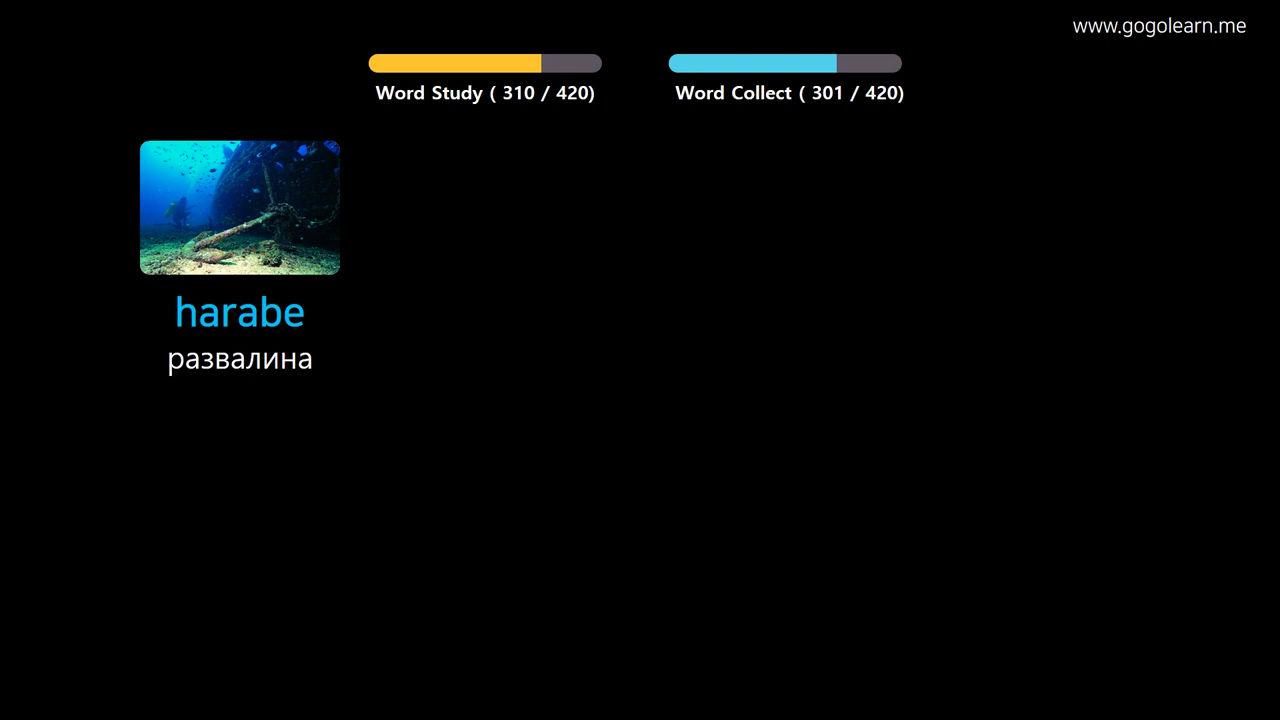 www.gogolearn.me
Word Study ( 310 / 420)
Word Collect ( 301 / 420)
harabe
развалина